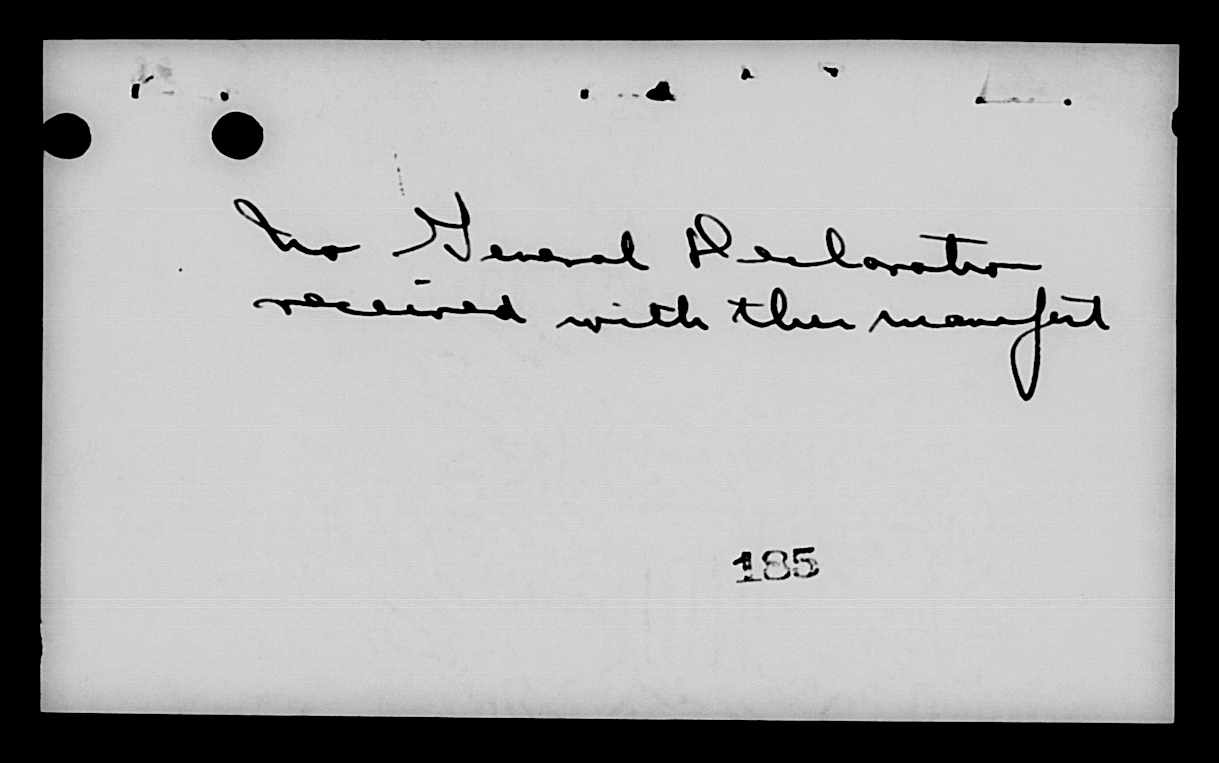 No General Declaration
received with this manifest
185